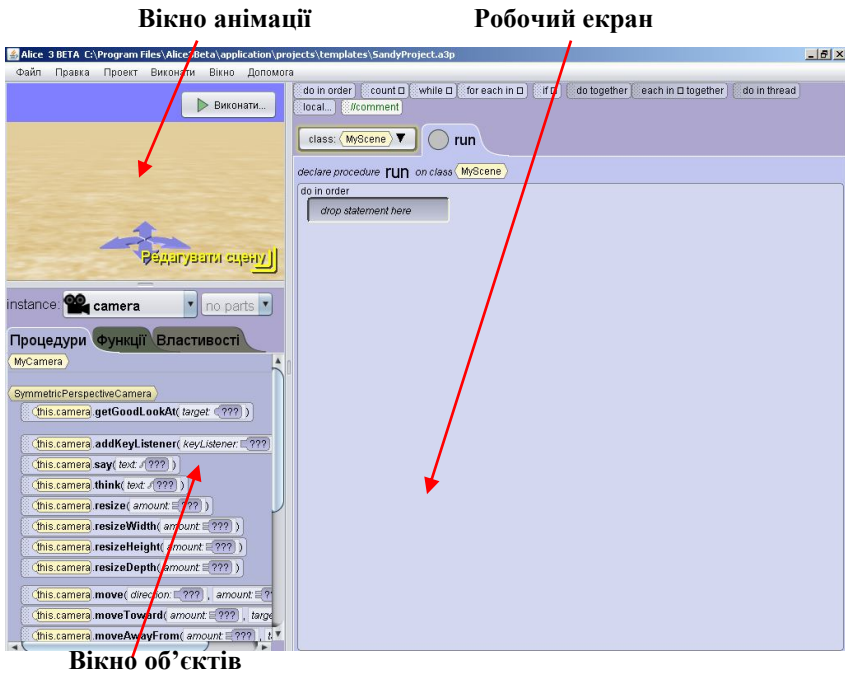 Вікно анімації
Робочий екран
Alice 3 BETA C:\Program Files\Alice3Beta\application\projects\templates\SandyProject.a3p
Файл Правка Проект Виконати Вікно Допомога
Виконати...
Редагувати сцену
instance: camera no parts
Процедури Функції Властивості
MyCamera
SymmetricPerspectiveCamera
this.camera getGoodLookAt( target: ??? )
this.camera addKeyListener( keyListener: ???
this.camera say( text: ??? )
this.camera think( text: ??? )
this.camera resize( amount: ??? )
this.camera resizeWidth( amount: ??? )
this.camera resizeHeight( amount: ??? )
this.camera resizeDepth( amount: ??? )
this.camera move( direction: ??? , amount: ??
this.camera moveToward( amount: ??? , targe
this.camera moveAwayFrom( amount: ??? , t
do in order count while for each in if do together each in together do in thread
local... //comment
class: MyScene run
declare procedure run on class MyScene
do in order
drop statement here
Вікно об’єктів